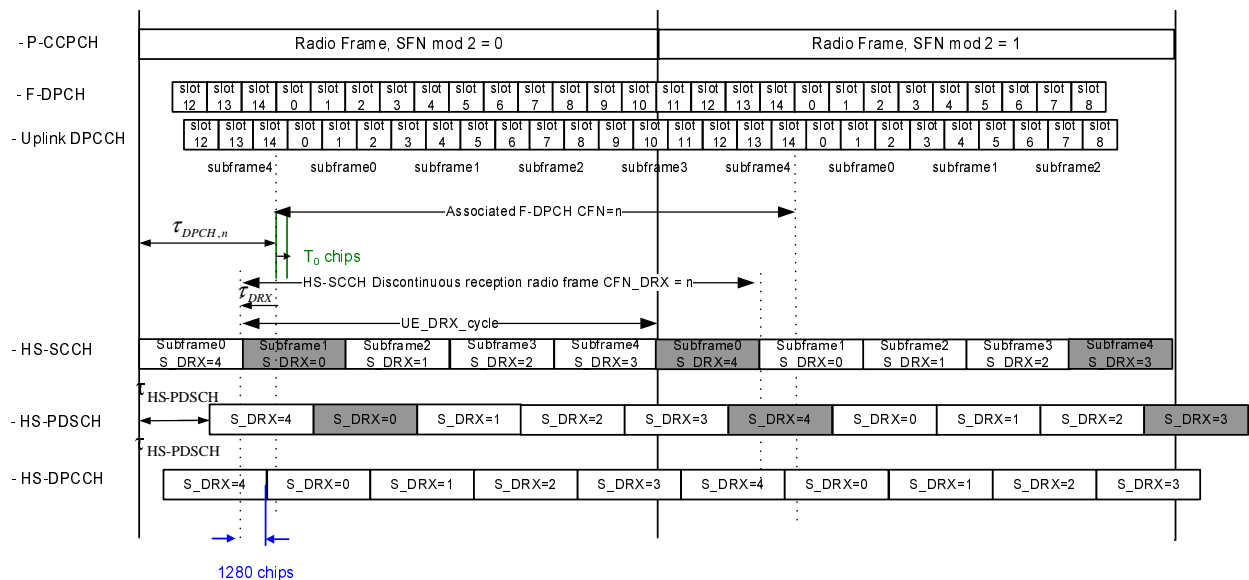 - P-CCPCH
Radio Frame, SFN mod 2 = 0
Radio Frame, SFN mod 2 = 1
- F-DPCH
slot 12 slot 13 slot 14 slot 0 slot 1 slot 2 slot 3 slot 4 slot 5 slot 6 slot 7 slot 8 slot 9 slot 10 slot 11 slot 12 slot 13 slot 14 slot 0 slot 1 slot 2 slot 3 slot 4 slot 5 slot 6 slot 7 slot 8
- Uplink DPCCH
slot 12 slot 13 slot 14 slot 0 slot 1 slot 2 slot 3 slot 4 slot 5 slot 6 slot 7 slot 8 slot 9 slot 10 slot 11 slot 12 slot 13 slot 14 slot 0 slot 1 slot 2 slot 3 slot 4 slot 5 slot 6 slot 7 slot 8
subframe4 subframe0 subframe1 subframe2 subframe3 subframe4 subframe0 subframe1 subframe2
Associated F-DPCH CFN=n
τDPCH,n
T0 chips
HS-SCCH Discontinuous reception radio frame CFN_DRX = n
τDRX
UE_DRX_cycle
- HS-SCCH
Subframe0 Subframe1 Subframe2 Subframe3 Subframe4 Subframe0 Subframe1 Subframe2 Subframe3 Subframe4
S_DRX=4 S_DRX=0 S_DRX=1 S_DRX=2 S_DRX=3 S_DRX=4 S_DRX=0 S_DRX=1 S_DRX=2 S_DRX=3
τHS-PDSCH
- HS-PDSCH
S_DRX=4 S_DRX=0 S_DRX=1 S_DRX=2 S_DRX=3 S_DRX=4 S_DRX=0 S_DRX=1 S_DRX=2 S_DRX=3
τHS-PDSCH
- HS-DPCCH
S_DRX=4 S_DRX=0 S_DRX=1 S_DRX=2 S_DRX=3 S_DRX=4 S_DRX=0 S_DRX=1 S_DRX=2 S_DRX=3
1280 chips